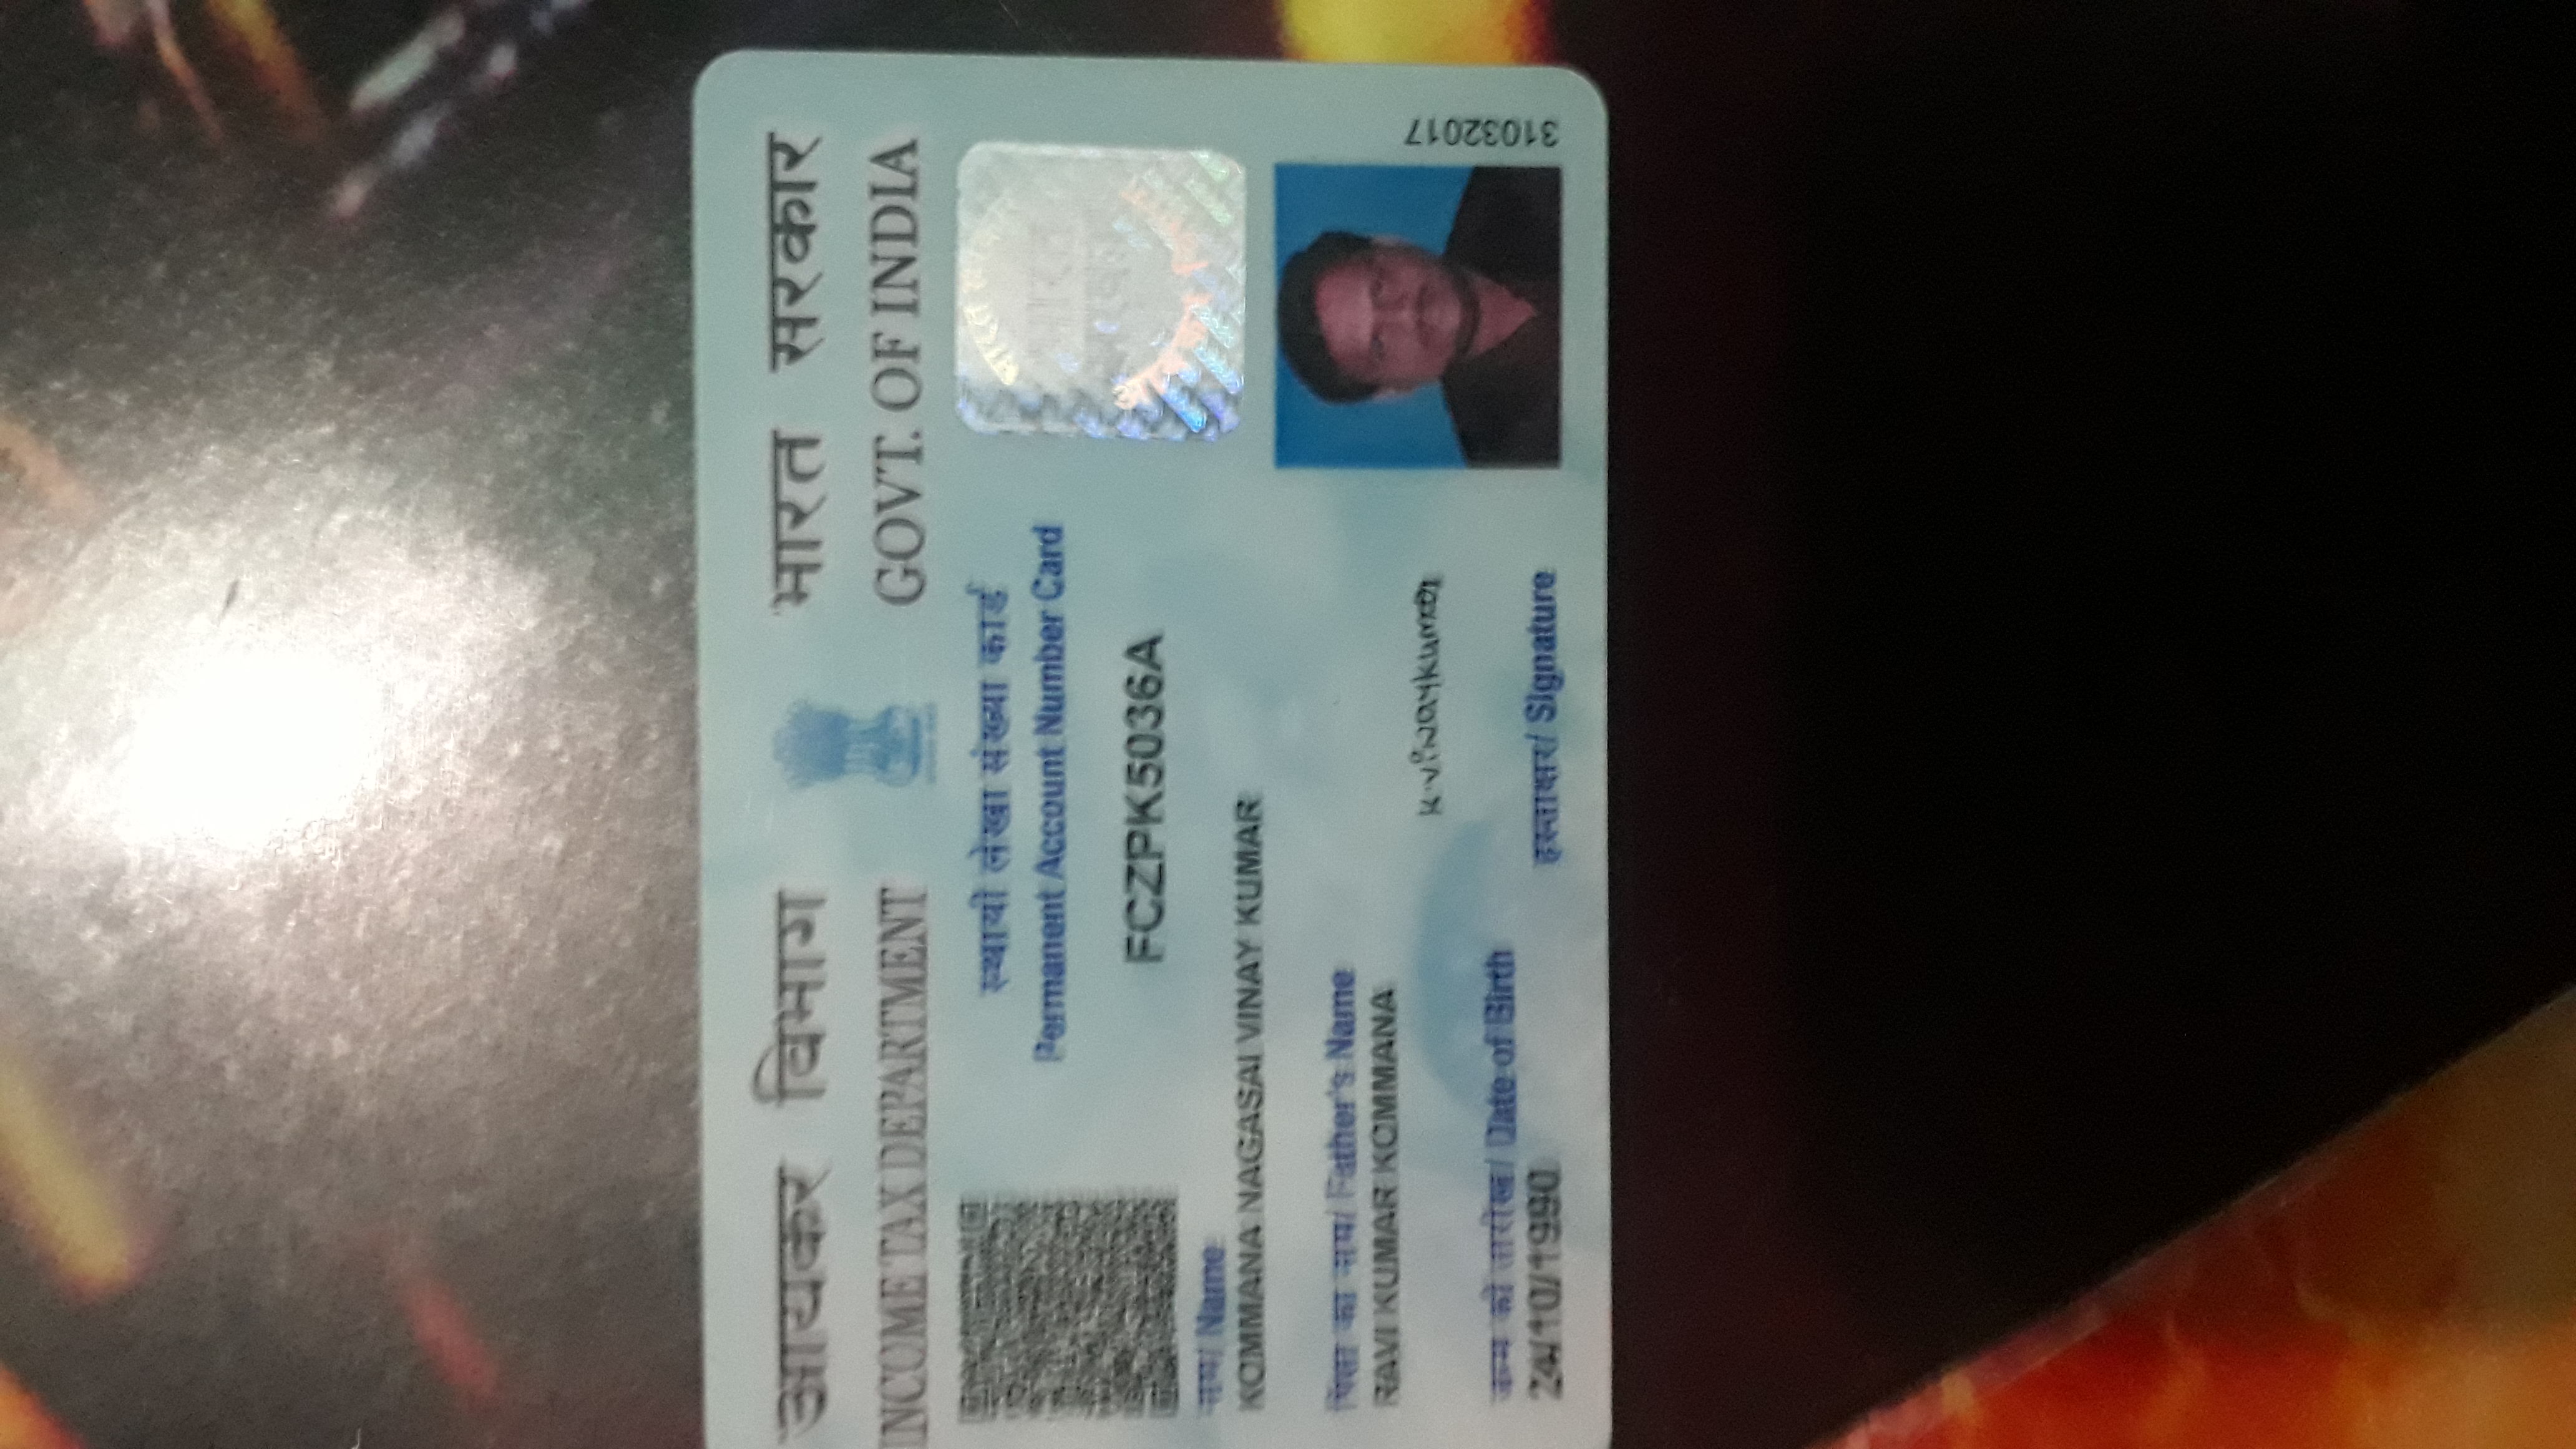 आयकर विभाग
INCOME TAX DEPARTMENT
भारत सरकार
GOVT. OF INDIA
स्थायी लेखा संख्या कार्ड
Permanent Account Number Card
FCZPK5036A
नाम/ Name
KOMMANA NAGASAI VINAY KUMAR
पिता का नाम/ Father's Name
RAVI KUMAR KOMMANA
k.vinaykumar
जन्म की तारीख/ Date of Birth
24/10/1990
हस्ताक्षर/ Signature
31032017